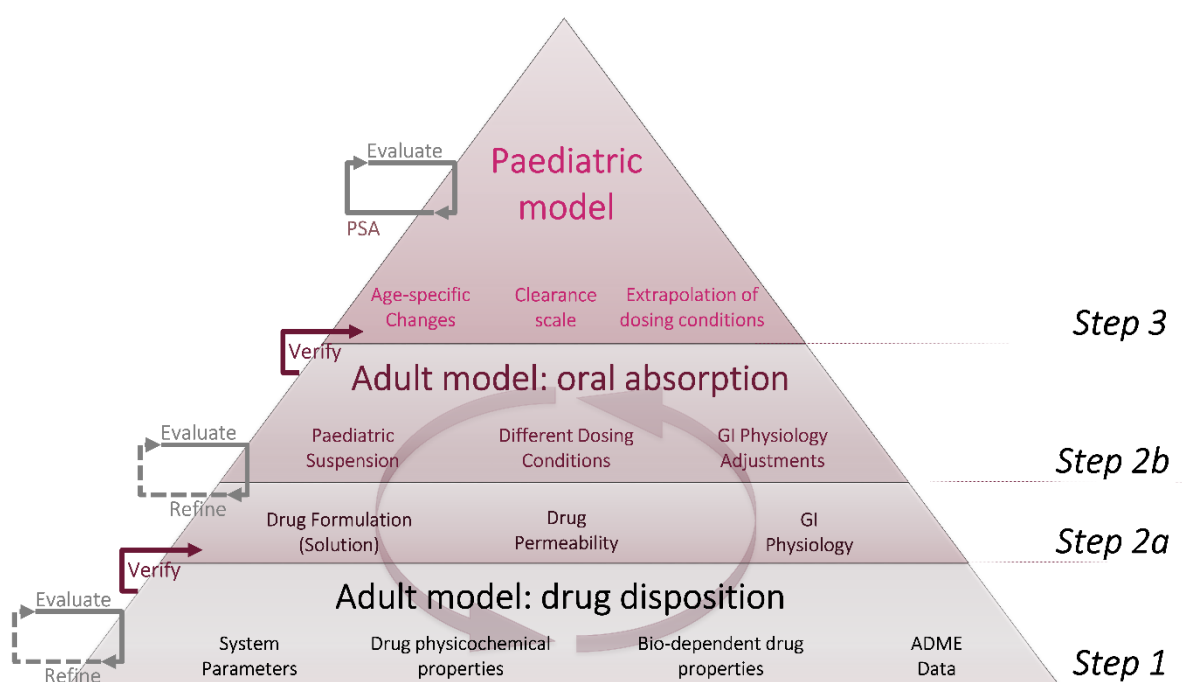 Evaluate
PSA
Paediatric
model
Age-specific
Changes
Clearance
scale
Extrapolation of
dosing conditions
Step 3
Verify
Adult model: oral absorption
Evaluate
Refine
Paediatric
Suspension
Different Dosing
Conditions
GI Physiology
Adjustments
Step 2b
Drug Formulation
(Solution)
Drug
Permeability
GI
Physiology
Step 2a
Verify
Adult model: drug disposition
Evaluate
Refine
System
Parameters
Drug physicochemical
properties
Bio-dependent drug
properties
ADME
Data
Step 1